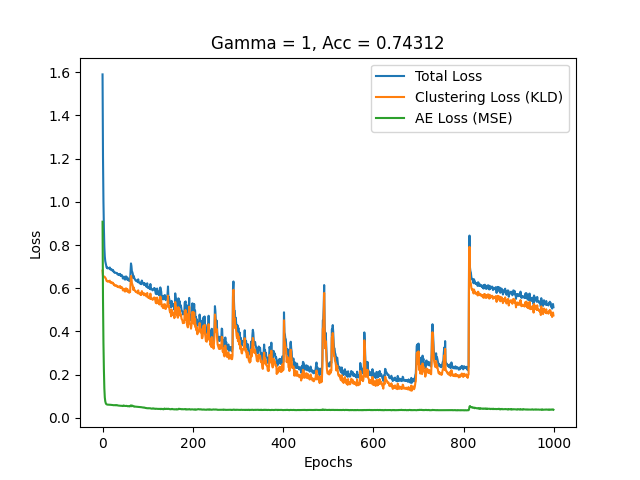 Gamma = 1, Acc = 0.74312
Total Loss
Clustering Loss (KLD)
AE Loss (MSE)
1.6
1.4
1.2
1.0
0.8
0.6
0.4
0.2
0.0
Loss
0 200 400 600 800 1000
Epochs